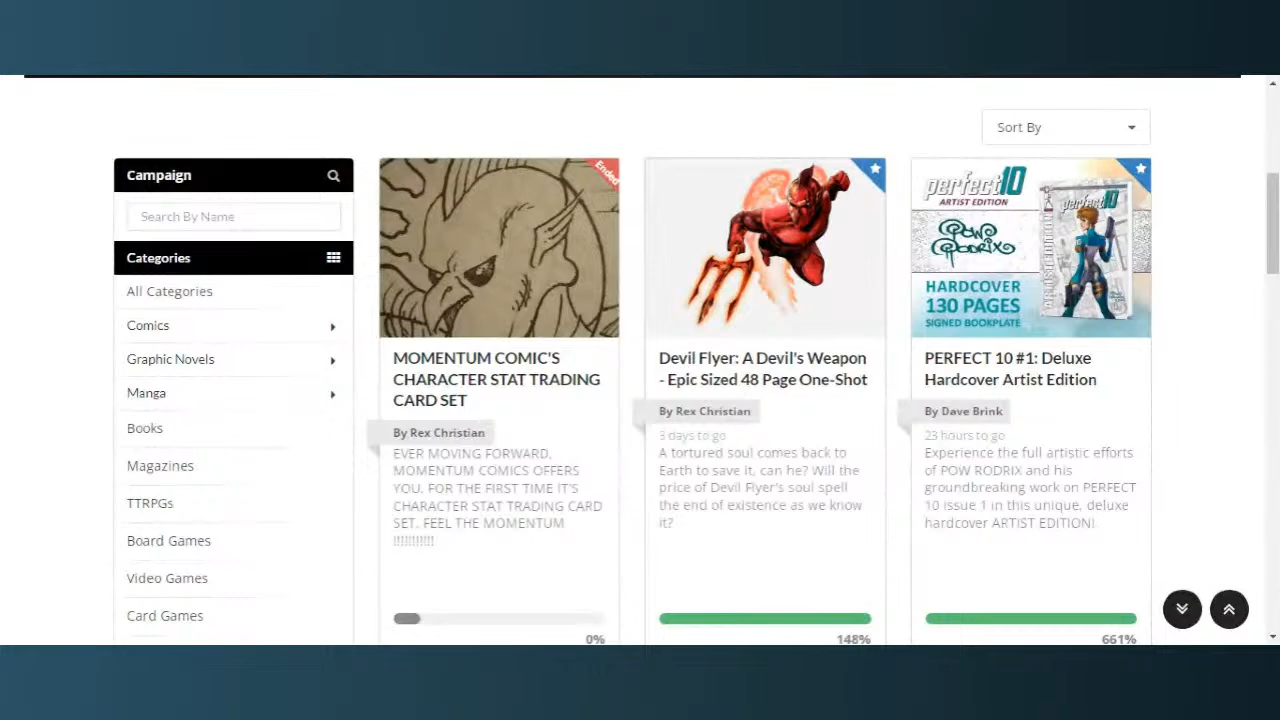 Sort By
Campaign
Search By Name
Categories
All Categories
Comics
Graphic Novels
Manga
Books
Magazines
TTRPGs
Board Games
Video Games
Card Games
Ended
MOMENTUM COMIC'S
CHARACTER STAT TRADING
CARD SET
By Rex Christian
EVER MOVING FORWARD,
MOMENTUM COMICS OFFERS
YOU, FOR THE FIRST TIME IT'S
CHARACTER STAT TRADING CARD
SET. FEEL THE MOMENTUM
!!!!!!!!!!!
0%
Devil Flyer: A Devil's Weapon
- Epic Sized 48 Page One-Shot
By Rex Christian
3 days to go
A tortured soul comes back to
Earth to save it, can he? Will the
price of Devil Flyer's soul spell
the end of existence as we know
it?
148%
perfect10
ARTIST EDITION
POW
RODRIX
HARDCOVER
130 PAGES
SIGNED BOOKPLATE
perfect10
ARTIST EDITION
PERFECT 10 #1: Deluxe
Hardcover Artist Edition
By Dave Brink
23 hours to go
Experience the full artistic efforts
of POW RODRIX and his
groundbreaking work on PERFECT
10 issue 1 in this unique, deluxe
hardcover ARTIST EDITION!
661%